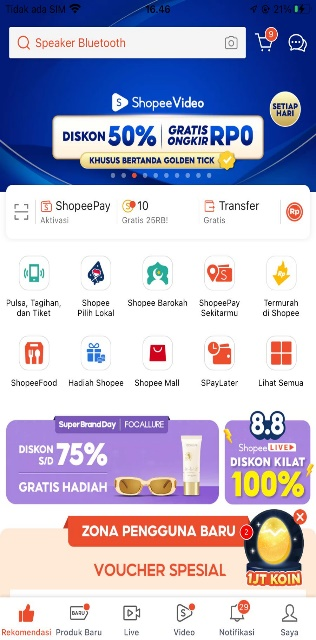 Tidak ada SIM 16.46 21%
Speaker Bluetooth
9
ShopeeVideo
SETIAP
HARI
DISKON 50% GRATIS ONGKIR RP0
KHUSUS BERTANDA GOLDEN TICK
ShopeePay
Aktivasi
10
Gratis 25RB!
Transfer
Gratis
Rp
Pulsa, Tagihan,
dan Tiket
Shopee
Pilih Lokal
Shopee Barokah
ShopeePay
Sekitarmu
Termurah
di Shopee
ShopeeFood
Hadiah Shopee
Shopee Mall
SPayLater
Lihat Semua
Super Brand Day FOCALLURE
DISKON
S/D 75%
GRATIS HADIAH
8.8
Shopee LIVE
DISKON KILAT
100%
ZONA PENGGUNA BARU
2
VOUCHER SPESIAL
1JT KOIN
BARU
29
Rekomendasi Produk Baru Live Video Notifikasi Saya